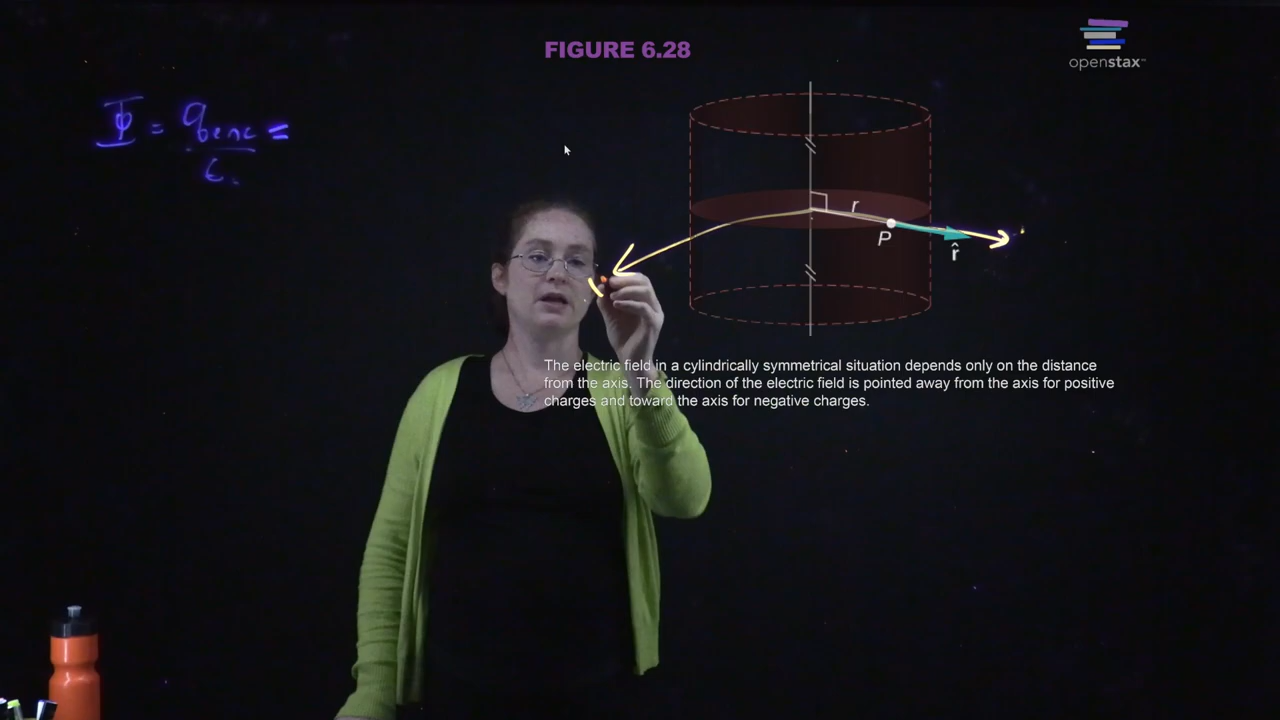 FIGURE 6.28
openstax™
Φ = qenc =
ε.
r
P
r̂
The electric field in a cylindrically symmetrical situation depends only on the distance
from the axis. The direction of the electric field is pointed away from the axis for positive
charges and toward the axis for negative charges.